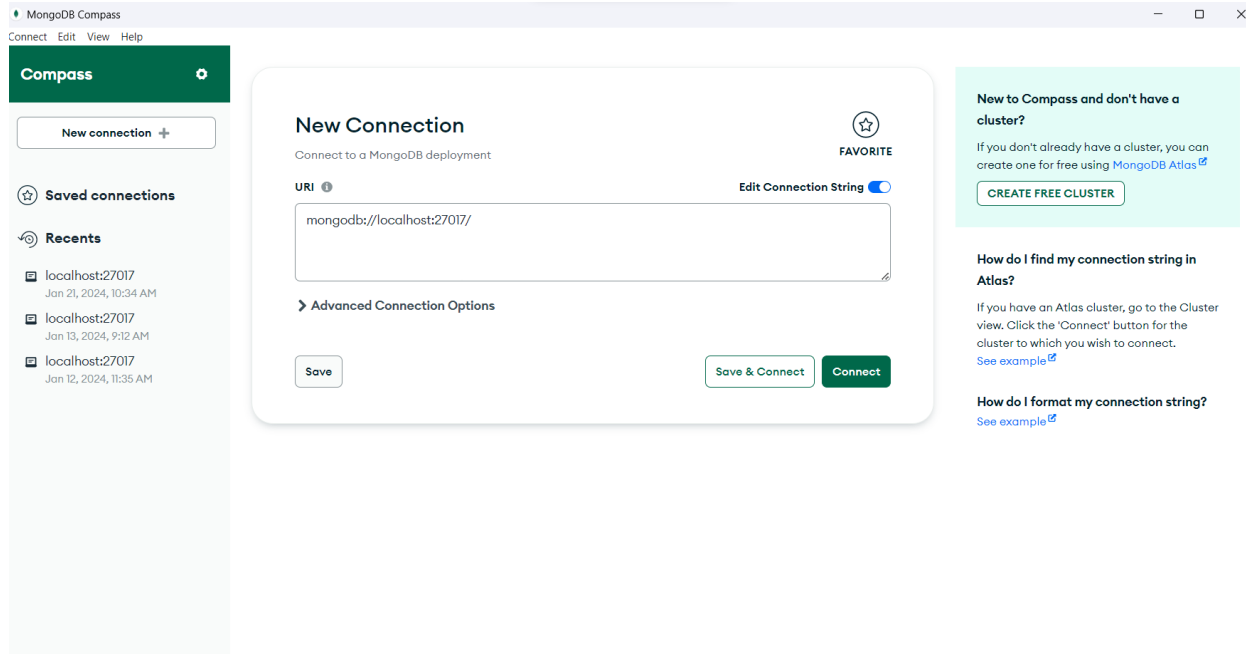 MongoDB Compass
Connect Edit View Help
Compass
New connection
Saved connections
Recents
localhost:27017
Jan 21, 2024, 10:34 AM
localhost:27017
Jan 13, 2024, 9:12 AM
localhost:27017
Jan 12, 2024, 11:35 AM
New Connection
Connect to a MongoDB deployment
FAVORITE
URI
Edit Connection String
mongodb://localhost:27017/
Advanced Connection Options
Save
Save & Connect
Connect
New to Compass and don't have a
cluster?
If you don't already have a cluster, you can
create one for free using MongoDB Atlas
CREATE FREE CLUSTER
How do I find my connection string in
Atlas?
If you have an Atlas cluster, go to the Cluster
view. Click the 'Connect' button for the
cluster to which you wish to connect.
See example
How do I format my connection string?
See example